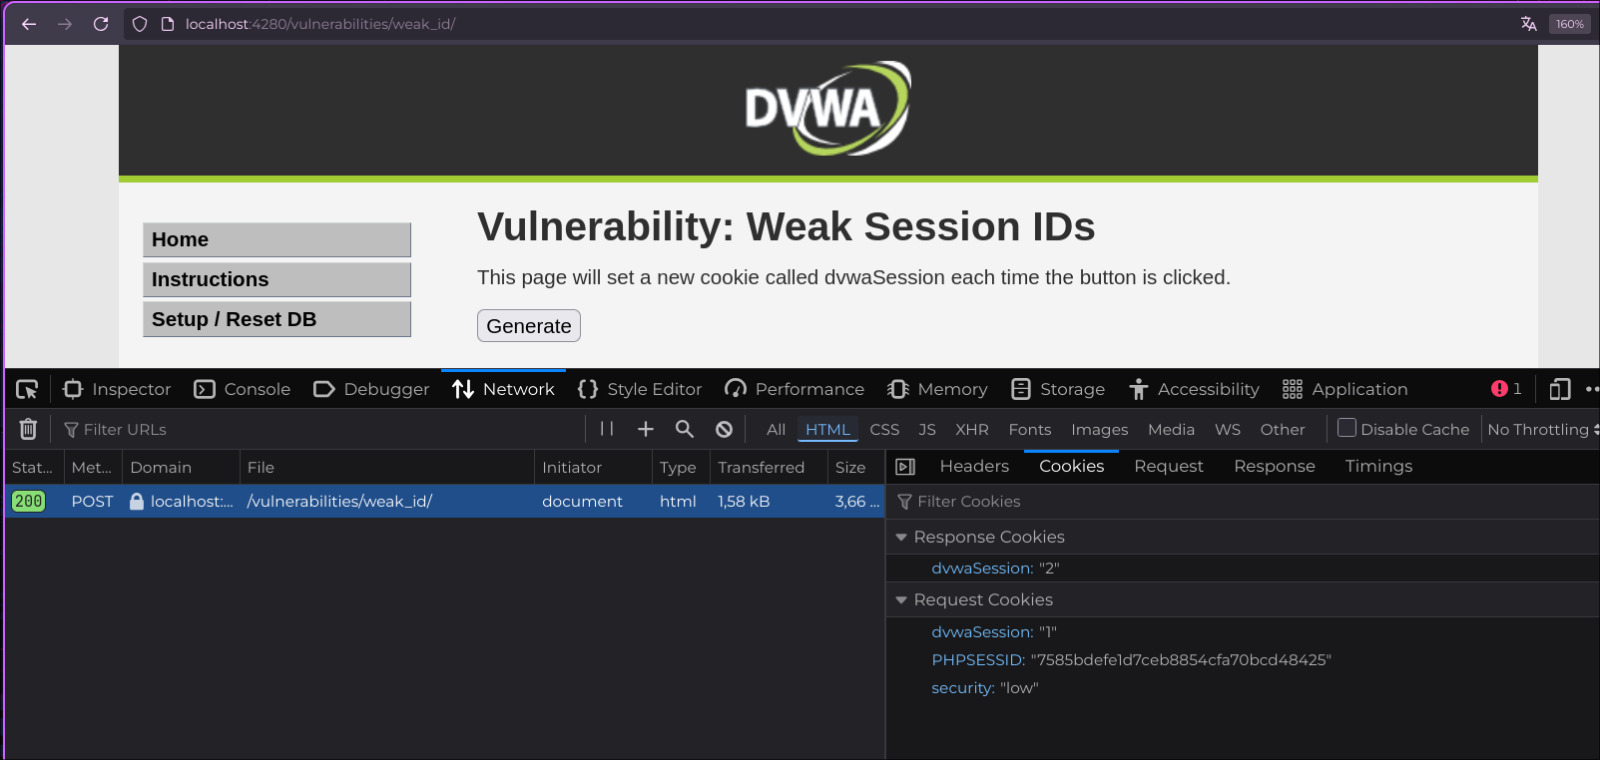 localhost:4280/vulnerabilities/weak_id/
160%
DVWA
Home
Instructions
Setup / Reset DB
Vulnerability: Weak Session IDs
This page will set a new cookie called dvwaSession each time the button is clicked.
Generate
Inspector Console Debugger Network Style Editor Performance Memory Storage Accessibility Application 1
Filter URLs All HTML CSS JS XHR Fonts Images Media WS Other Disable Cache No Throttling
Stat... Met... Domain File Initiator Type Transferred Size
200 POST localhost:... /vulnerabilities/weak_id/ document html 1,58 kB 3,66 ...
Headers Cookies Request Response Timings
Filter Cookies
Response Cookies
dvwaSession: "2"
Request Cookies
dvwaSession: "1"
PHPSESSID: "7585bdefe1d7ceb8854cfa70bcd48425"
security: "low"